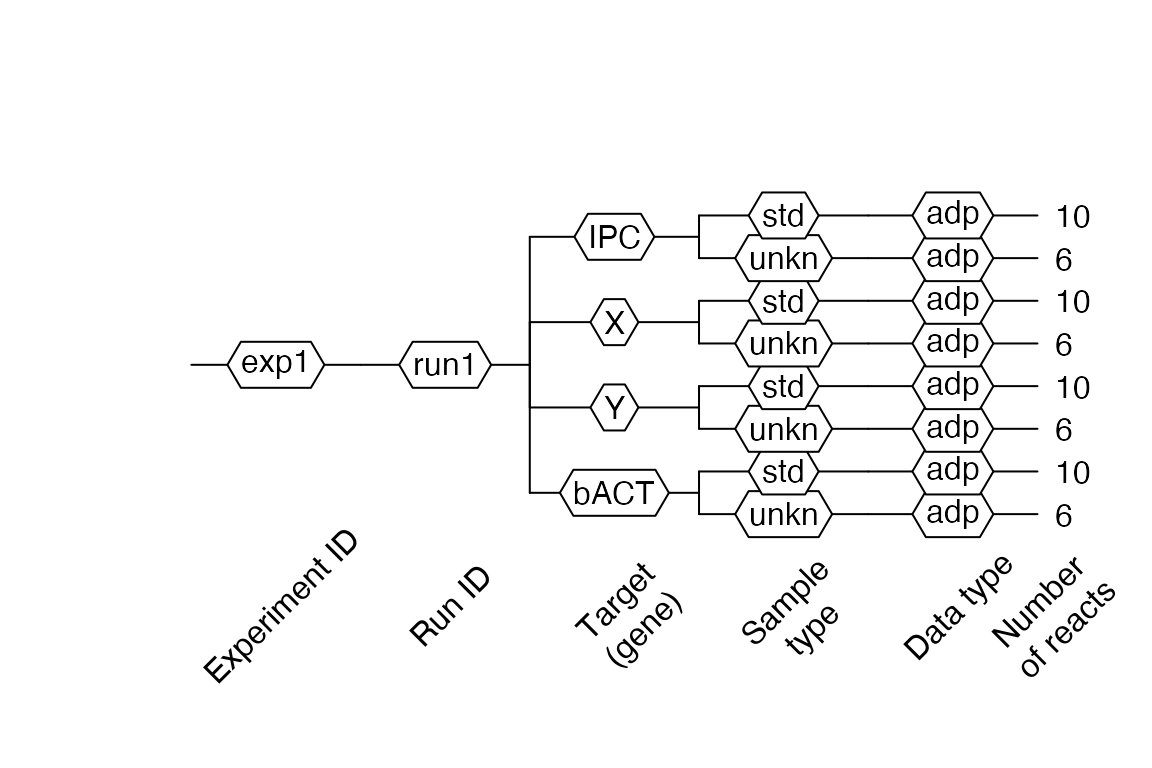 std adp 10
IPC
unkn adp 6
std adp 10
X
unkn adp 6
exp1 run1
std adp 10
Y
unkn adp 6
std adp 10
bACT
unkn adp 6
Experiment ID
Run ID
Target
(gene)
Sample
type
Data type
Number
of reacts